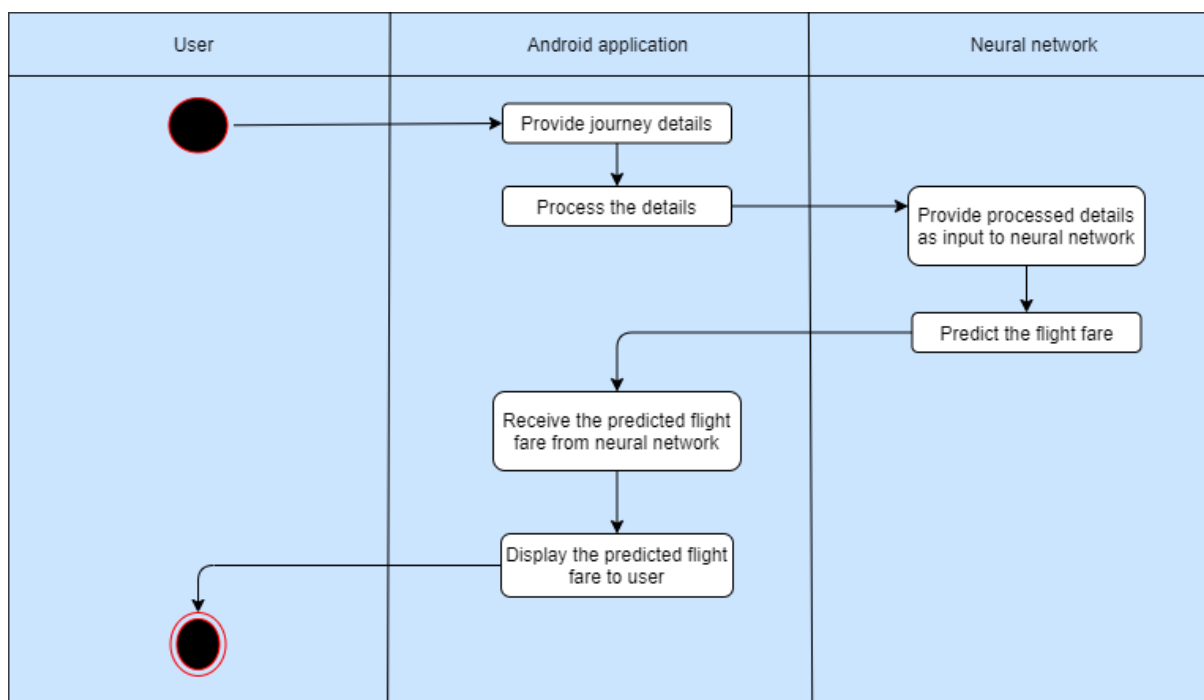 User
Android application
Neural network
Provide journey details
Process the details
Provide processed details
as input to neural network
Predict the flight fare
Receive the predicted flight
fare from neural network
Display the predicted flight
fare to user